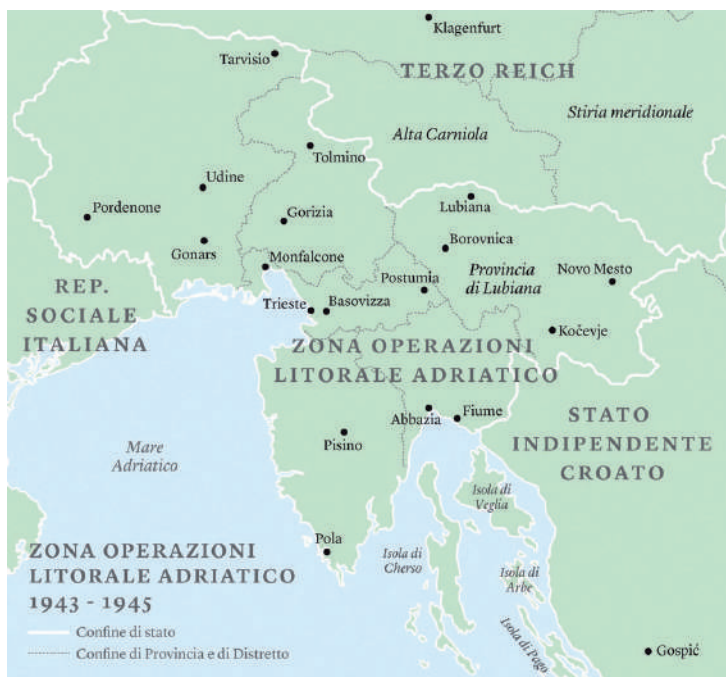 Klagenfurt
Tarvisio
TERZO REICH
Stiria meridionale
Alta Carniola
Tolmino
Udine
Lubiana
Pordenone
Gorizia
Gonars
Borovnica
Monfalcone
Postumia
Provincia
di Lubiana
Novo Mesto
REP.
SOCIALE
ITALIANA
Trieste
Basovizza
Kočevje
ZONA OPERAZIONI
LITORALE ADRIATICO
Abbazia
Fiume
STATO
INDIPENDENTE
CROATO
Pisino
Mare
Adriatico
Isola di
Veglia
Pola
Isola di
Cherso
Isola di
Arbe
ZONA OPERAZIONI
LITORALE ADRIATICO
1943 - 1945
Confine di stato
Confine di Provincia e di Distretto
Isola di Pago
Gospić